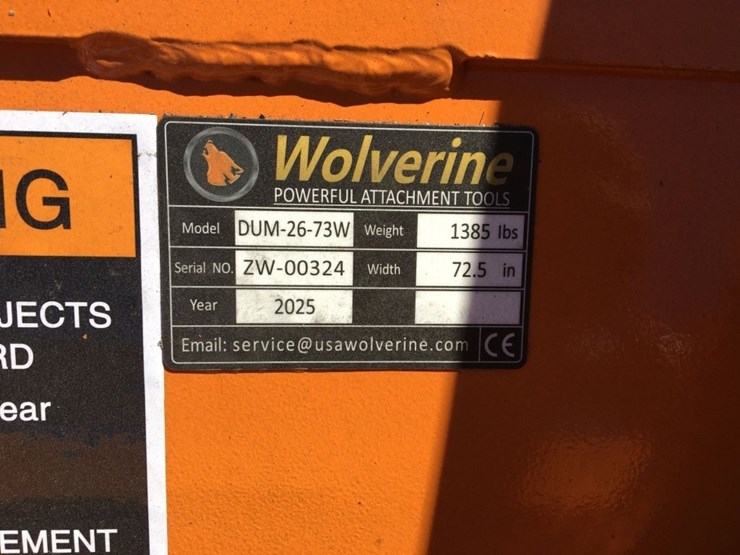 IG
JECTS
RD
ear
EMENT
Wolverine
POWERFUL ATTACHMENT TOOLS
Model DUM-26-73W Weight 1385 lbs
Serial NO. ZW-00324 Width 72.5 in
Year 2025
Email: service@usawolverine.com CE